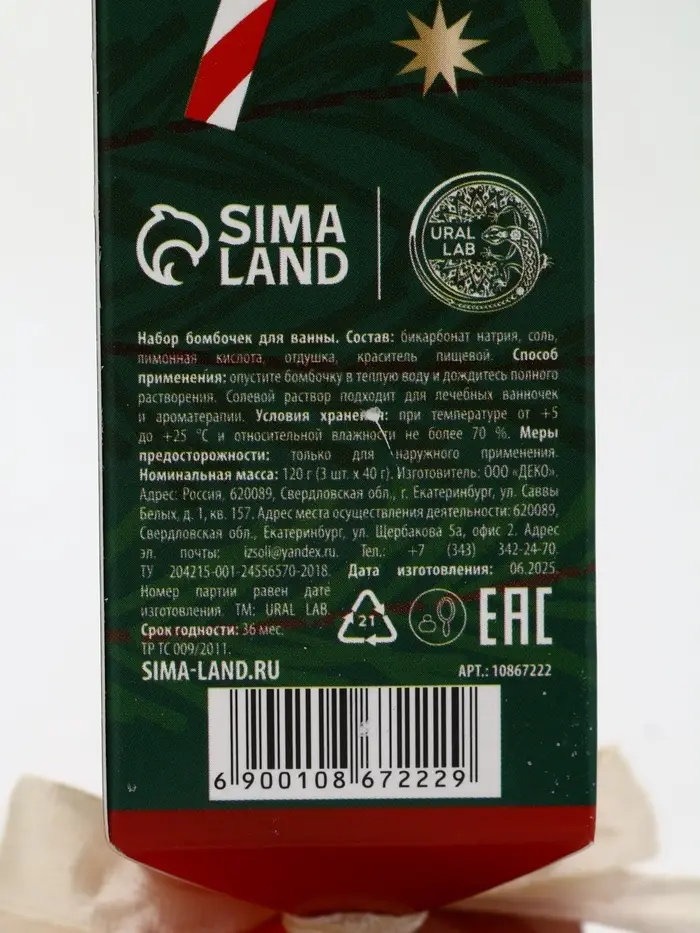 SIMA
LAND
URAL
LAB
Набор бомбочек для ванны. Состав: бикарбонат натрия, соль,
лимонная кислота, отдушка, краситель пищевой. Способ
применения: опустите бомбочку в теплую воду и дождитесь полного
растворения. Солевой раствор подходит для лечебных ванночек
и ароматерапии. Условия хранения: при температуре от +5
до +25 °С и относительной влажности не более 70 %. Меры
предосторожности: только для наружного применения.
Номинальная масса: 120 г (3 шт. х 40 г). Изготовитель: ООО «ДЕКО».
Адрес: Россия, 620089, Свердловская обл., г. Екатеринбург, ул. Саввы
Белых, д. 1, кв. 157. Адрес места осуществления деятельности: 620089,
Свердловская обл., Екатеринбург, ул. Щербакова 5а, офис 2. Адрес
эл. почты: izsoli@yandex.ru. Тел.: +7 (343) 342-24-70.
ТУ 204215-001-24556570-2018. Дата изготовления: 06.2025.
Номер партии равен дате
изготовления. ТМ: URAL LAB.
Срок годности: 36 мес.
ТР ТС 009/2011.
21
EAC
SIMA-LAND.RU
АРТ.: 10867222
6 900108 672229